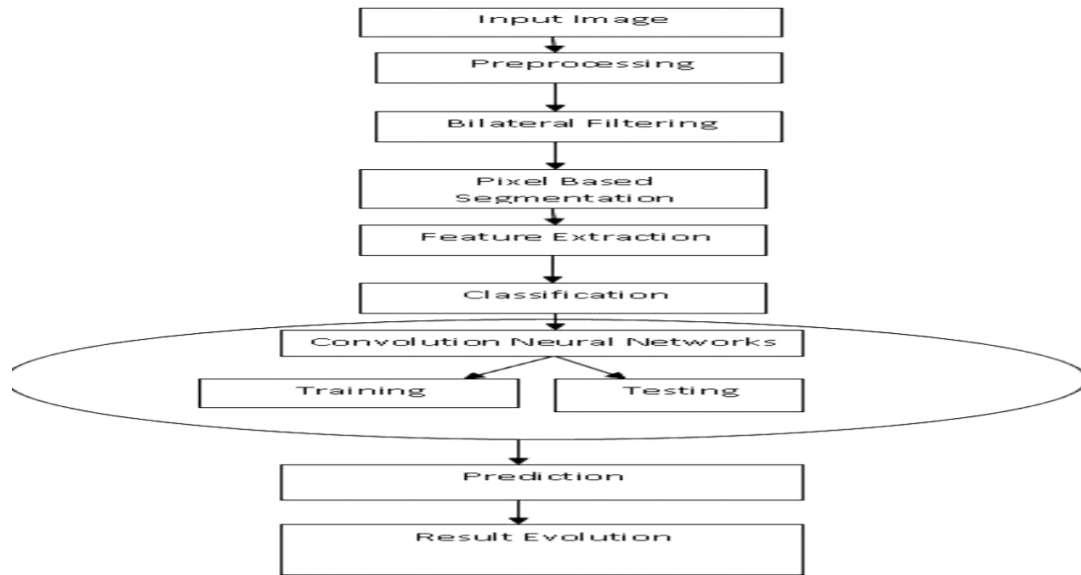 Input Image
Preprocessing
Bilateral Filtering
Pixel Based
Segmentation
Feature Extraction
Classification
Convolution Neural Networks
Training
Testing
Prediction
Result Evolution